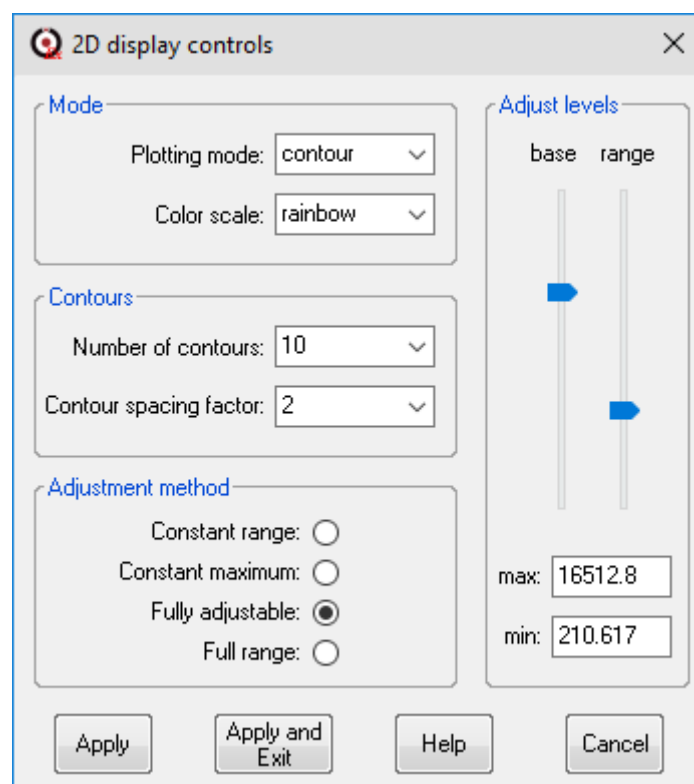 2D display controls
Mode
Plotting mode: contour
Color scale: rainbow
Contours
Number of contours: 10
Contour spacing factor: 2
Adjustment method
Constant range:
Constant maximum:
Fully adjustable:
Full range:
Adjust levels
base range
max: 16512.8
min: 210.617
Apply
Apply and
Exit
Help
Cancel